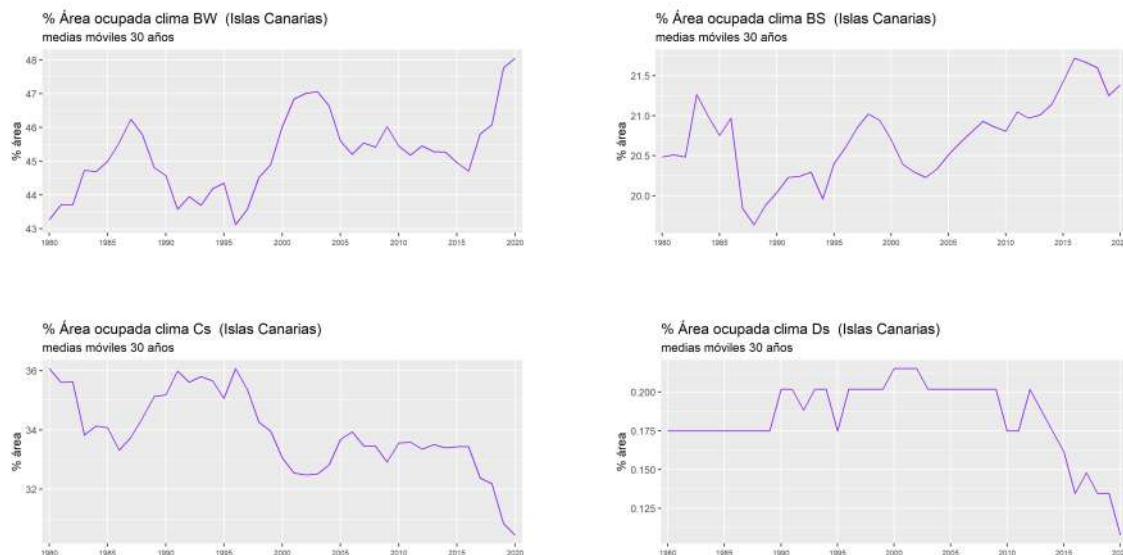 % Área ocupada clima BW (Islas Canarias)
medias móviles 30 años
% área
48
47
46
45
44
43
1980 1985 1990 1995 2000 2005 2010 2015 2020
% Área ocupada clima BS (Islas Canarias)
medias móviles 30 años
% área
21.5
21.0
20.5
20.0
1980 1985 1990 1995 2000 2005 2010 2015 2020
% Área ocupada clima Cs (Islas Canarias)
medias móviles 30 años
% área
36
34
32
1980 1985 1990 1995 2000 2005 2010 2015 2020
% Área ocupada clima Ds (Islas Canarias)
medias móviles 30 años
% área
0.200
0.175
0.150
0.125
1980 1985 1990 1995 2000 2005 2010 2015 2020